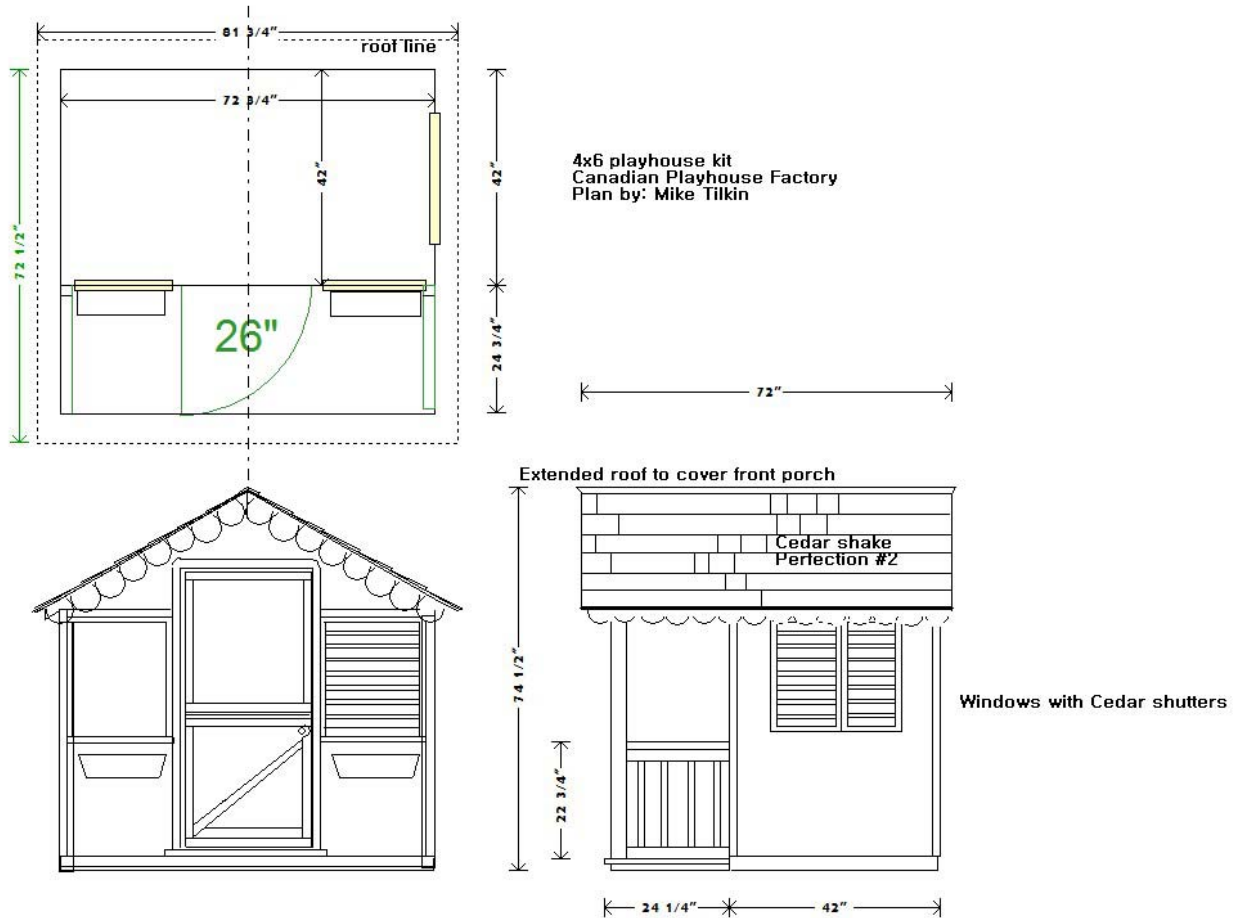 81 3/4"
roof line
72 3/4"
42"
42"
72 1/2"
26"
24 3/4"
4x6 playhouse kit
Canadian Playhouse Factory
Plan by: Mike Tilkin
72"
Extended roof to cover front porch
Cedar shake
Perfection #2
74 1/2"
Windows with Cedar shutters
22 3/4"
24 1/4"
42"